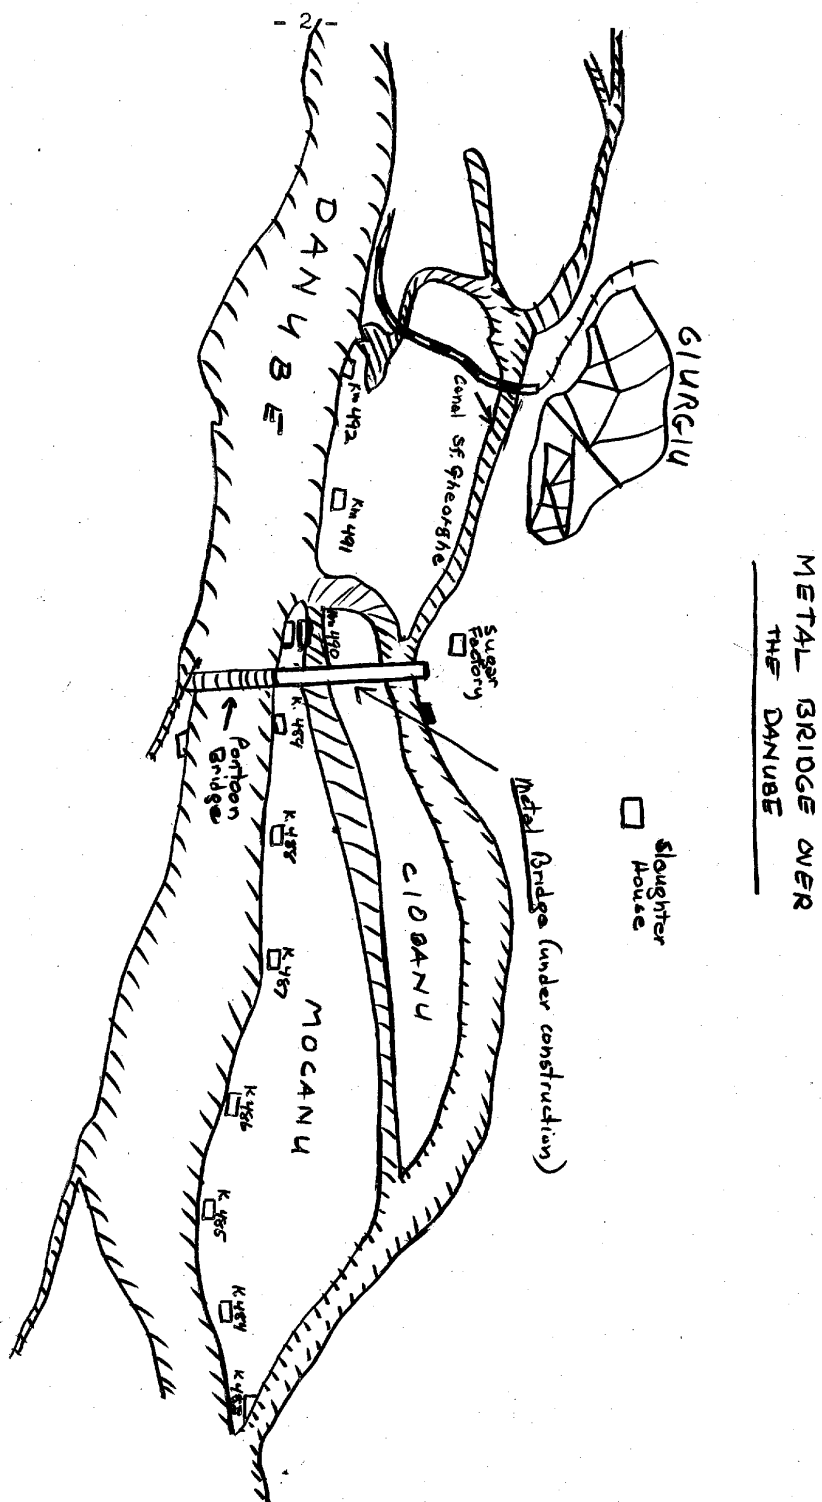 - 2 -
METAL BRIDGE OVER
THE DANUBE
GIURGIU
DANUBE
Canal Sf. Gheorghe
Km 492
Km 491
Km 490
Sugar
Factory
Slaughter
House
Metal Bridge (under construction)
Pontoon
Bridge
CIOBANU
MOCANU
K. 489
K. 488
K. 487
K 486
K. 485
K 484
K 483